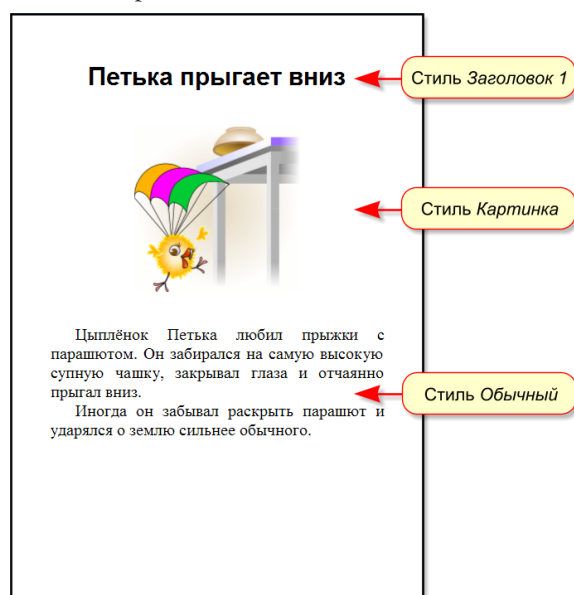 Петька прыгает вниз
Стиль Заголовок 1
Стиль Картинка
Цыплёнок Петька любил прыжки с
парашютом. Он забирался на самую высокую
супную чашку, закрывал глаза и отчаянно
прыгал вниз.
Иногда он забывал раскрыть парашют и
ударялся о землю сильнее обычного.
Стиль Обычный